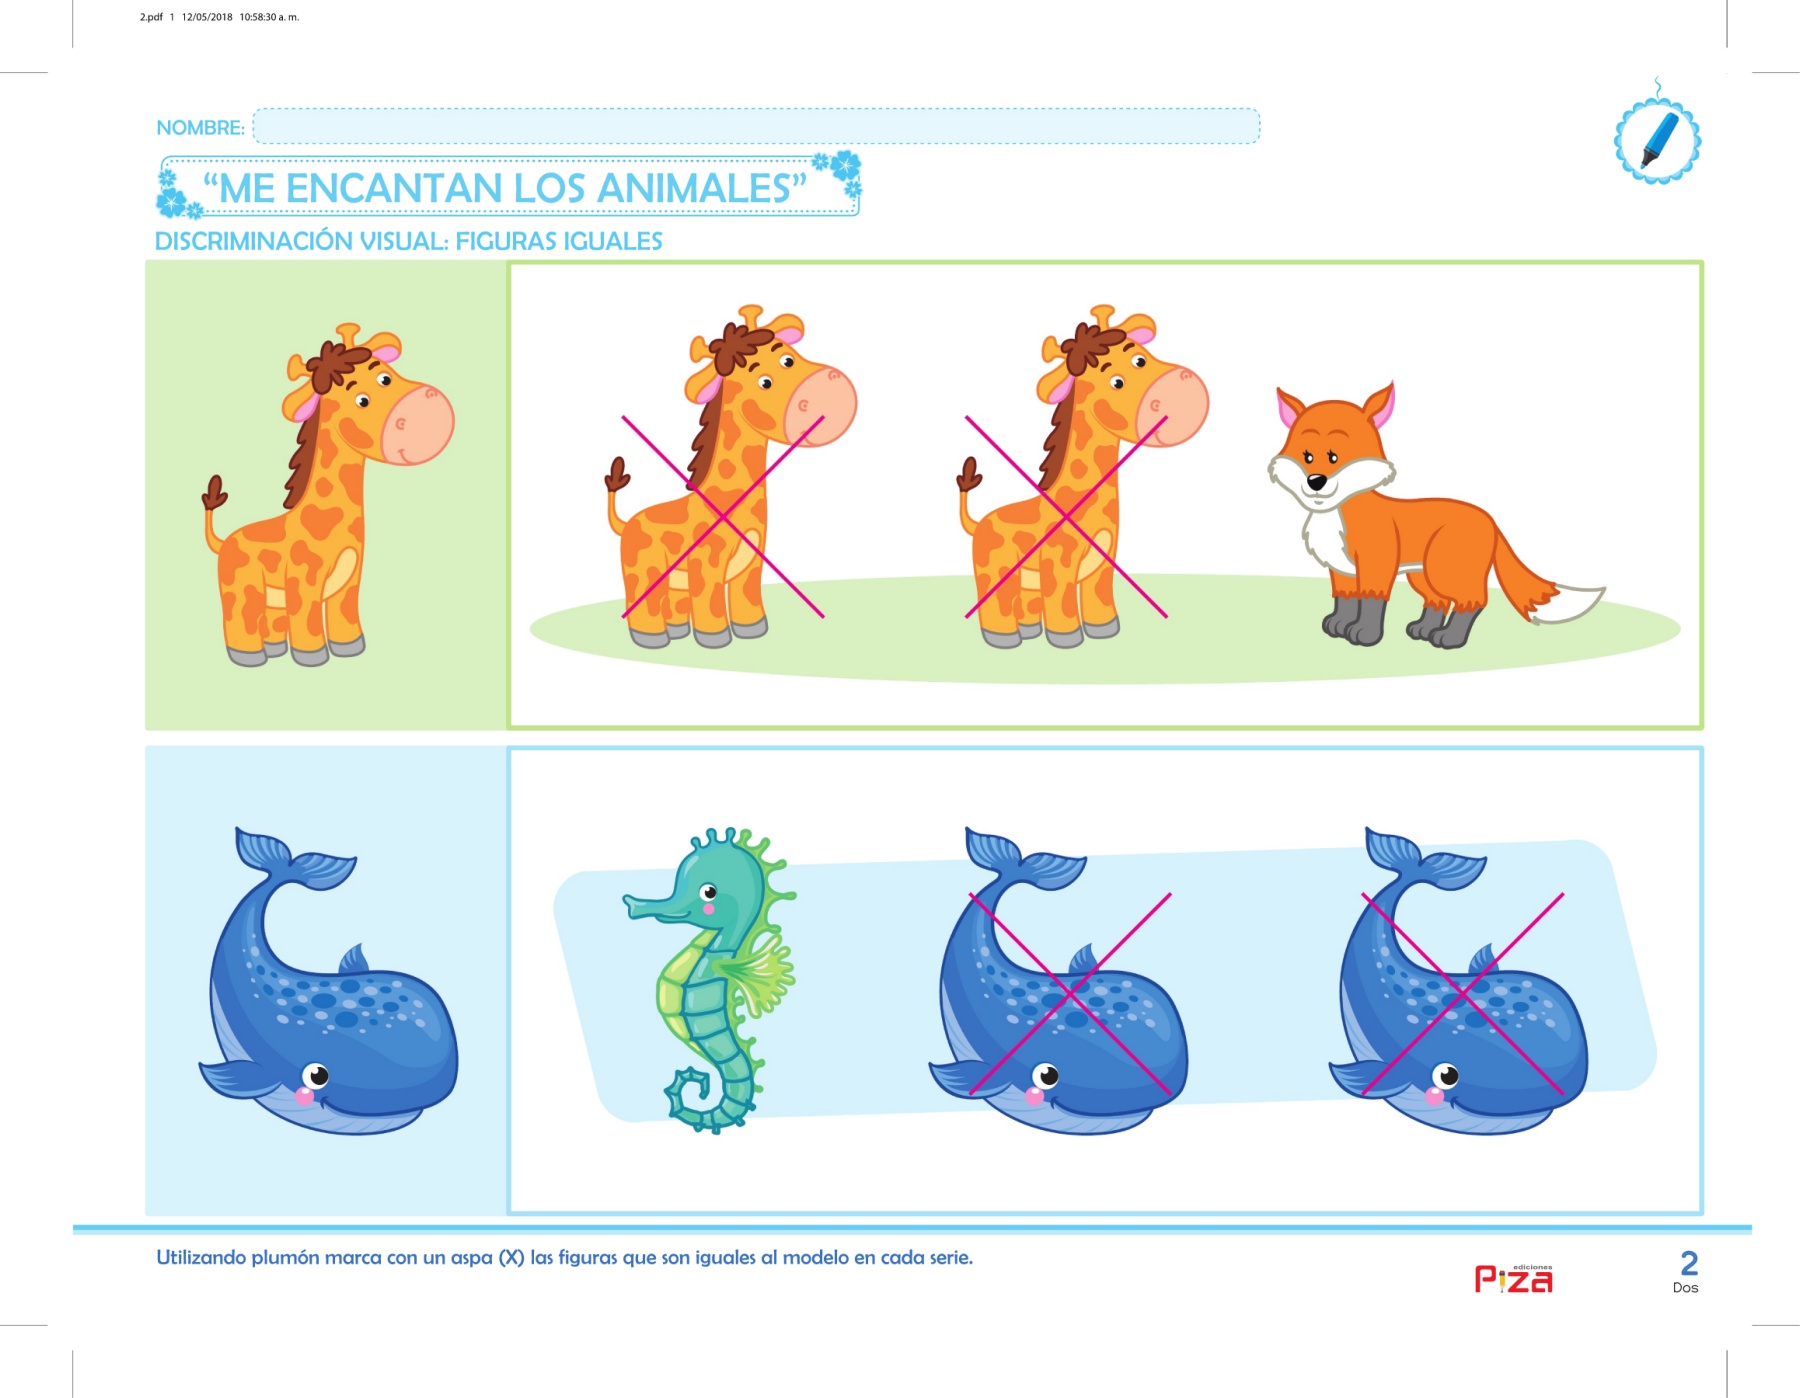 2.pdf 1 12/05/2018 10:58:30 a. m.
NOMBRE:
“ME ENCANTAN LOS ANIMALES”
DISCRIMINACIÓN VISUAL: FIGURAS IGUALES
Utilizando plumón marca con un aspa (X) las figuras que son iguales al modelo en cada serie.
ediciones
Piza
2
Dos